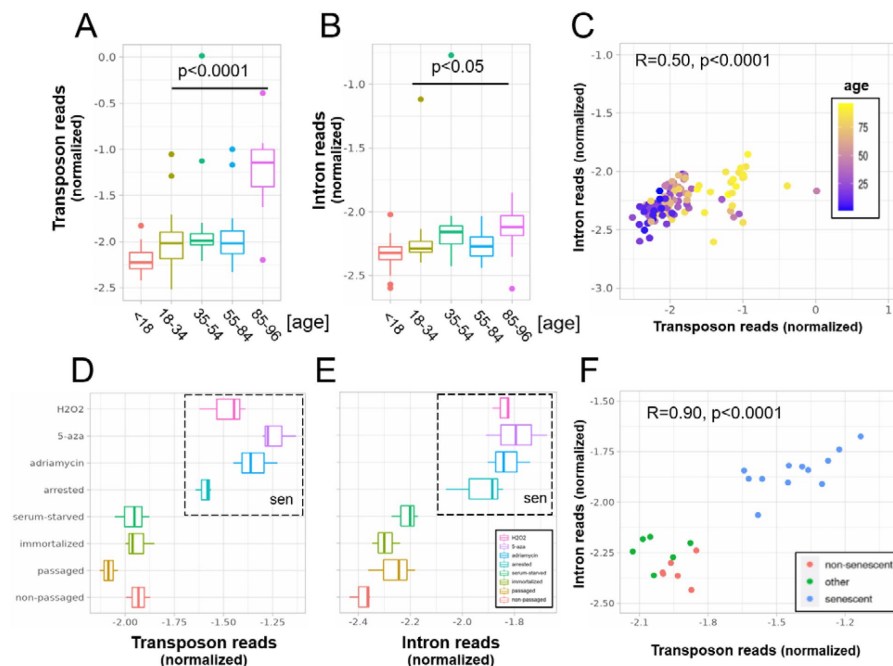 A
Transposon reads
(normalized)
0.0
-0.5
-1.0
-1.5
-2.0
-2.5
p<0.0001
<18
18-34
35-54
55-84
85-96
[age]
B
Intron reads
(normalized)
-1.0
-1.5
-2.0
-2.5
p<0.05
<18
18-34
35-54
55-84
85-96
[age]
C
Intron reads (normalized)
-1.0
-1.5
-2.0
-2.5
-3.0
R=0.50, p<0.0001
age
75
50
25
-2
-1
0
1
Transposon reads (normalized)
D
H2O2
5-aza
adriamycin
arrested
serum-starved
immortalized
passaged
non-passaged
sen
-2.00
-1.75
-1.50
-1.25
Transposon reads
(normalized)
E
sen
H2O2
5-aza
adriamycin
arrested
serum-starved
immortalized
passaged
non-passaged
-2.4
-2.2
-2.0
-1.8
Intron reads
(normalized)
F
Intron reads (normalized)
-1.50
-1.75
-2.00
-2.25
-2.50
R=0.90, p<0.0001
non-senescent
other
senescent
-2.1
-1.8
-1.5
-1.2
Transposon reads (normalized)